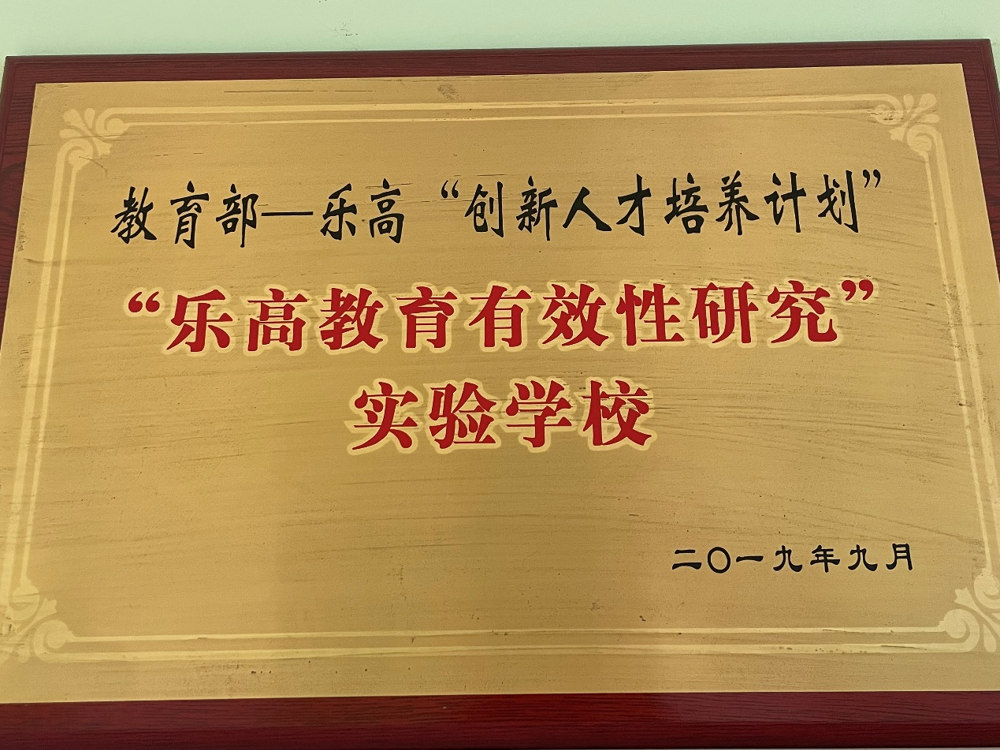 教育部—乐高“创新人才培养计划”
“乐高教育有效性研究”
实验学校
二〇一九年九月